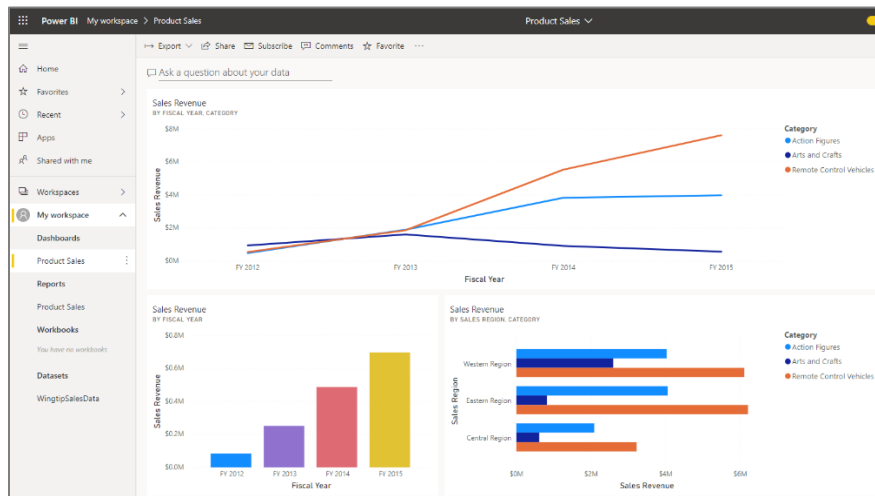 Power BI My workspace > Product Sales
Product Sales
Export Share Subscribe Comments Favorite ...
Home
Favorites
Recent
Apps
Shared with me
Workspaces
My workspace
Dashboards
Product Sales
Reports
Product Sales
Workbooks
You have no workbooks
Datasets
WingtipSalesData
Ask a question about your data
Sales Revenue
BY FISCAL YEAR, CATEGORY
$8M
$6M
$4M
$2M
$0M
Sales Revenue
FY 2012 FY 2013 FY 2014 FY 2015
Fiscal Year
Category
Action Figures
Arts and Crafts
Remote Control Vehicles
Sales Revenue
BY FISCAL YEAR
$0.8M
$0.6M
$0.4M
$0.2M
$0.0M
Sales Revenue
FY 2012 FY 2013 FY 2014 FY 2015
Fiscal Year
Sales Revenue
BY SALES REGION, CATEGORY
Sales Region
Western Region
Eastern Region
Central Region
$0M $2M $4M $6M
Sales Revenue
Category
Action Figures
Arts and Crafts
Remote Control Vehicles